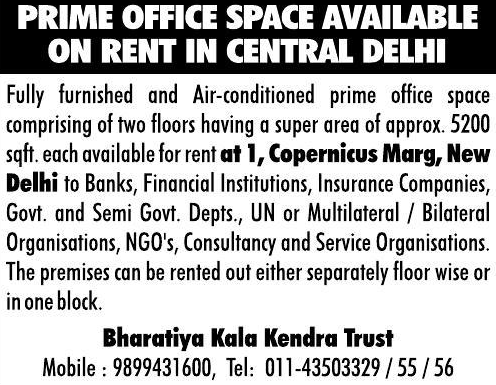 PRIME OFFICE SPACE AVAILABLE
ON RENT IN CENTRAL DELHI
Fully furnished and Air-conditioned prime office space
comprising of two floors having a super area of approx. 5200
sqft. each available for rent at 1, Copernicus Marg, New
Delhi to Banks, Financial Institutions, Insurance Companies,
Govt. and Semi Govt. Depts., UN or Multilateral / Bilateral
Organisations, NGO's, Consultancy and Service Organisations.
The premises can be rented out either separately floor wise or
in one block.
Bharatiya Kala Kendra Trust
Mobile : 9899431600, Tel: 011-43503329 / 55 / 56